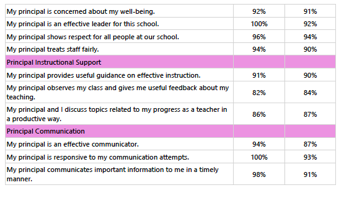 My principal is concerned about my well-being. 92% 91%
My principal is an effective leader for this school. 100% 92%
My principal shows respect for all people at our school. 96% 94%
My principal treats staff fairly. 94% 90%
Principal Instructional Support
My principal provides useful guidance on effective instruction. 91% 90%
My principal observes my class and gives me useful feedback about my
teaching. 82% 84%
My principal and I discuss topics related to my progress as a teacher in
a productive way. 86% 87%
Principal Communication
My principal is an effective communicator. 94% 87%
My principal is responsive to my communication attempts. 100% 93%
My principal communicates important information to me in a timely
manner. 98% 91%